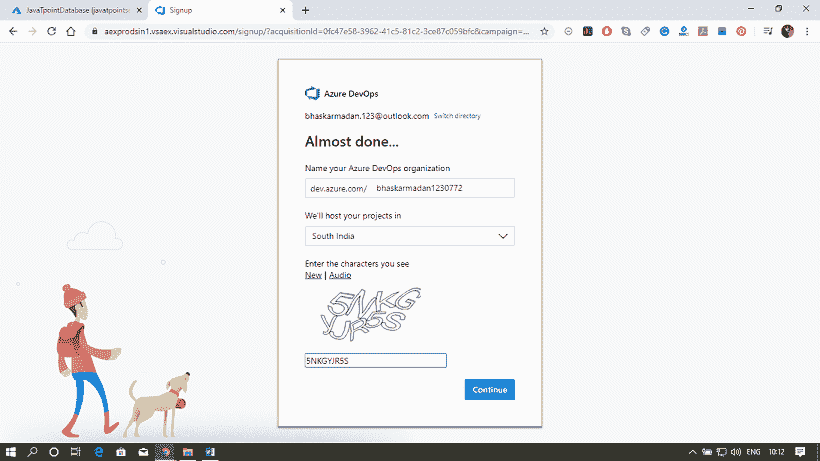 JavaTpointDatabase (javatpoints
Signup
aexprodsin1.vsaex.visualstudio.com/signup/?acquisitionId=0fc47e58-3962-41c5-81c2-3ce87c059bfc&campaign=...
Azure DevOps
bhaskarmadan.123@outlook.com Switch directory
Almost done...
Name your Azure DevOps organization
dev.azure.com/ bhaskarmadan1230772
We'll host your projects in
South India
Enter the characters you see
New | Audio
5NKG
YJR5S
5NKGYJR5S
Continue
ENG 10:12